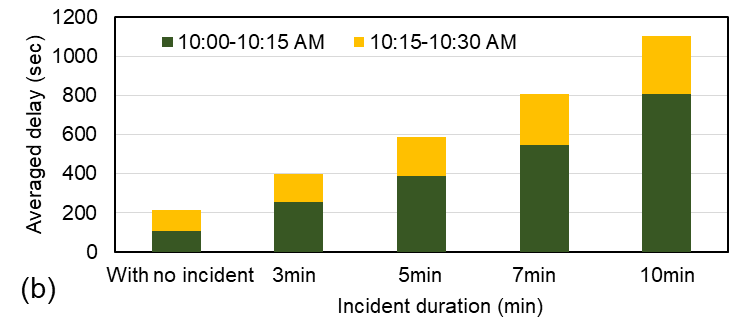 1200
1000
800
600
400
200
0
Averaged delay (sec)
10:00-10:15 AM 10:15-10:30 AM
With no incident 3min 5min 7min 10min
Incident duration (min)
(b)